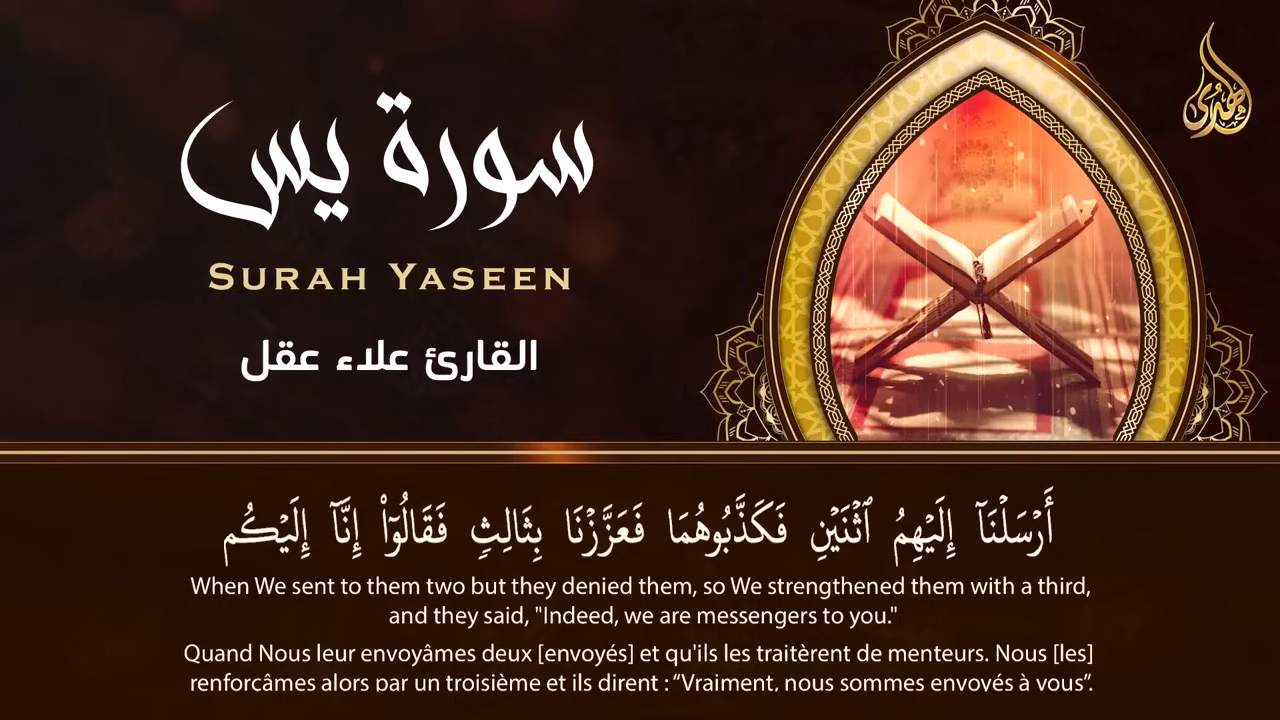 سورة يس
الهدى
SURAH YASEEN
القارئ علاء عقل
أَرْسَلْنَآ إِلَيْهِمُ ٱثْنَيْنِ فَكَذَّبُوهُمَا فَعَزَّزْنَا بِثَالِثٍ فَقَالُوٓا۟ إِنَّآ إِلَيْكُم
When We sent to them two but they denied them, so We strengthened them with a third,
and they said, "Indeed, we are messengers to you."
Quand Nous leur envoyâmes deux [envoyés] et qu'ils les traitèrent de menteurs. Nous [les]
renforcâmes alors par un troisième et ils dirent : “Vraiment, nous sommes envoyés à vous”.